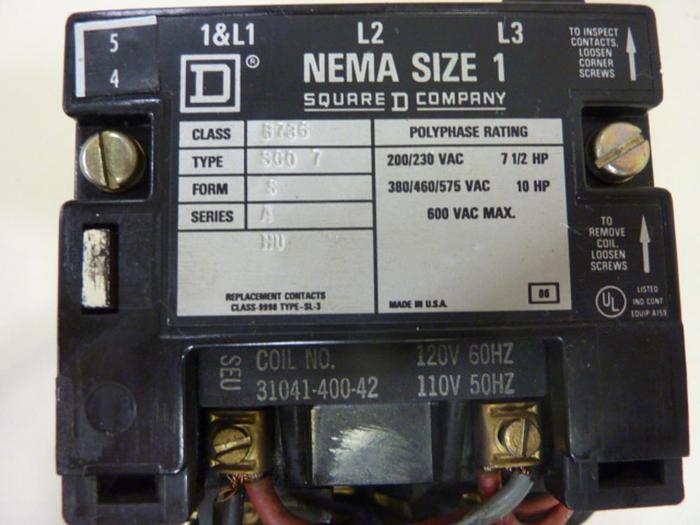 5
4
1&L1 L2 L3
TO INSPECT
CONTACTS,
LOOSEN
CORNER
SCREWS
D ®
NEMA SIZE 1
SQUARE D COMPANY
CLASS 8736
TYPE
FORM S
SERIES A
POLYPHASE RATING
200/230 VAC 7 1/2 HP
380/460/575 VAC 10 HP
600 VAC MAX.
REPLACEMENT CONTACTS
CLASS-9998 TYPE-SL-3
MADE IN U.S.A.
86
TO
REMOVE
COIL,
LOOSEN
SCREWS
UL
LISTED
IND CONT
EQUIP A159
SEU
COIL NO. 120V 60HZ
31041-400-42 110V 50HZ